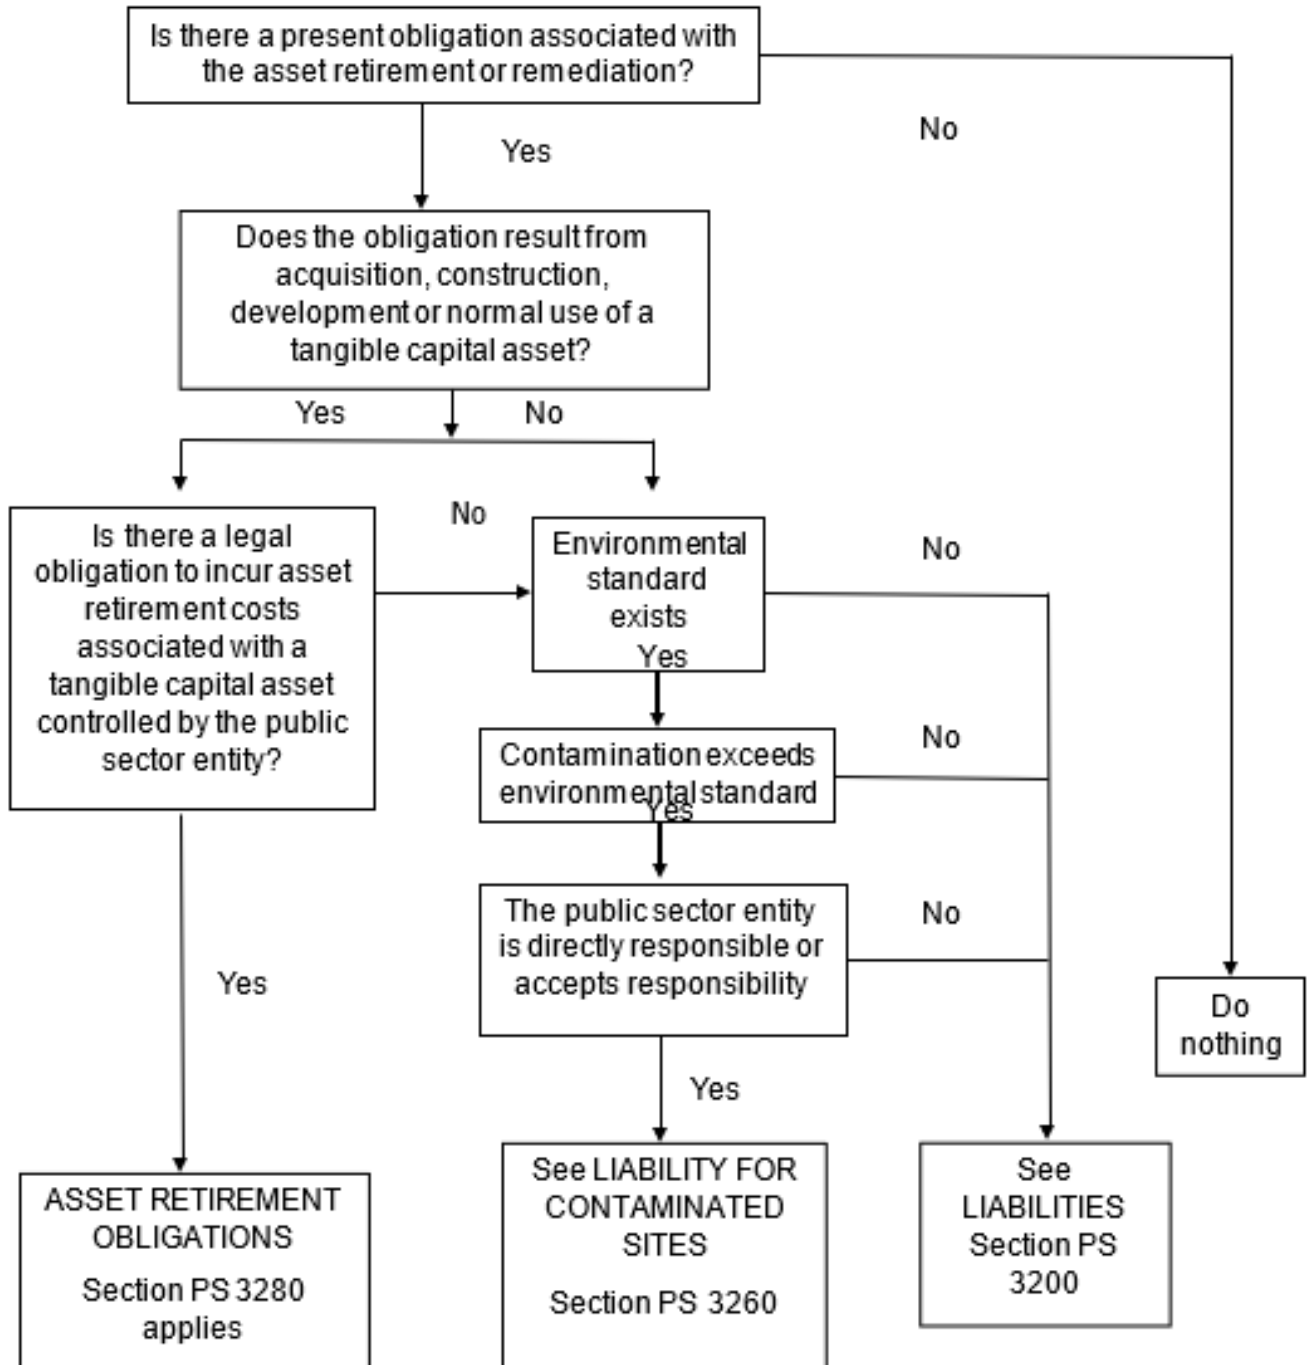 Is there a present obligation associated with
the asset retirement or remediation?
No
Yes
Does the obligation result from
acquisition, construction,
development or normal use of a
tangible capital asset?
Yes
No
Is there a legal
obligation to incur asset
retirement costs
associated with a
tangible capital asset
controlled by the public
sector entity?
No
Environmental
standard
exists
Yes
No
Contamination exceeds
environmental standard
Yes
No
The public sector entity
is directly responsible or
accepts responsibility
No
Yes
Yes
Do
nothing
ASSET RETIREMENT
OBLIGATIONS
Section PS 3280
applies
See LIABILITY FOR
CONTAMINATED
SITES
Section PS 3260
See
LIABILITIES
Section PS
3200